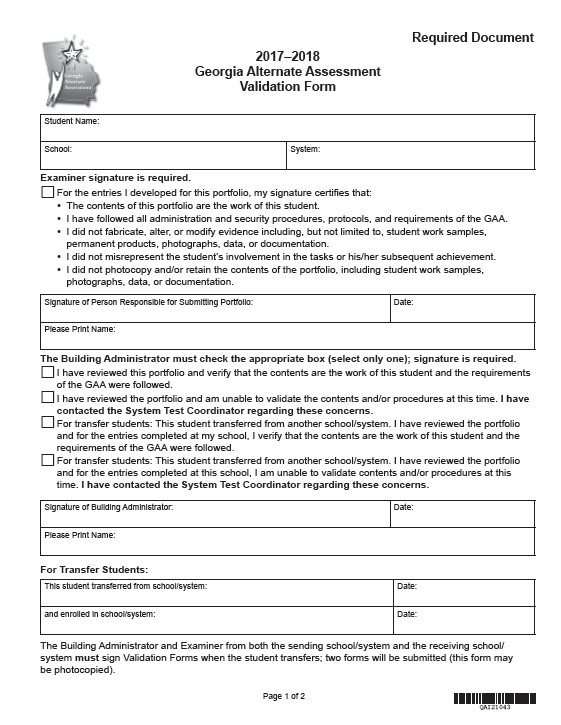 Required Document
Georgia
Alternate
Assessment
2017–2018
Georgia Alternate Assessment
Validation Form
Student Name:
School:
System:
Examiner signature is required.
For the entries I developed for this portfolio, my signature certifies that:
• The contents of this portfolio are the work of this student.
• I have followed all administration and security procedures, protocols, and requirements of the GAA.
• I did not fabricate, alter, or modify evidence including, but not limited to, student work samples,
permanent products, photographs, data, or documentation.
• I did not misrepresent the student's involvement in the tasks or his/her subsequent achievement.
• I did not photocopy and/or retain the contents of the portfolio, including student work samples,
photographs, data, or documentation.
Signature of Person Responsible for Submitting Portfolio:
Date:
Please Print Name:
The Building Administrator must check the appropriate box (select only one); signature is required.
I have reviewed this portfolio and verify that the contents are the work of this student and the requirements
of the GAA were followed.
I have reviewed the portfolio and am unable to validate the contents and/or procedures at this time. I have
contacted the System Test Coordinator regarding these concerns.
For transfer students: This student transferred from another school/system. I have reviewed the portfolio
and for the entries completed at my school, I verify that the contents are the work of this student and the
requirements of the GAA were followed.
For transfer students: This student transferred from another school/system. I have reviewed the portfolio
and for the entries completed at this school, I am unable to validate contents and/or procedures at this
time. I have contacted the System Test Coordinator regarding these concerns.
Signature of Building Administrator:
Date:
Please Print Name:
For Transfer Students:
This student transferred from school/system:
Date:
and enrolled in school/system:
Date:
The Building Administrator and Examiner from both the sending school/system and the receiving school/
system must sign Validation Forms when the student transfers; two forms will be submitted (this form may
be photocopied).
Page 1 of 2
QAI21043